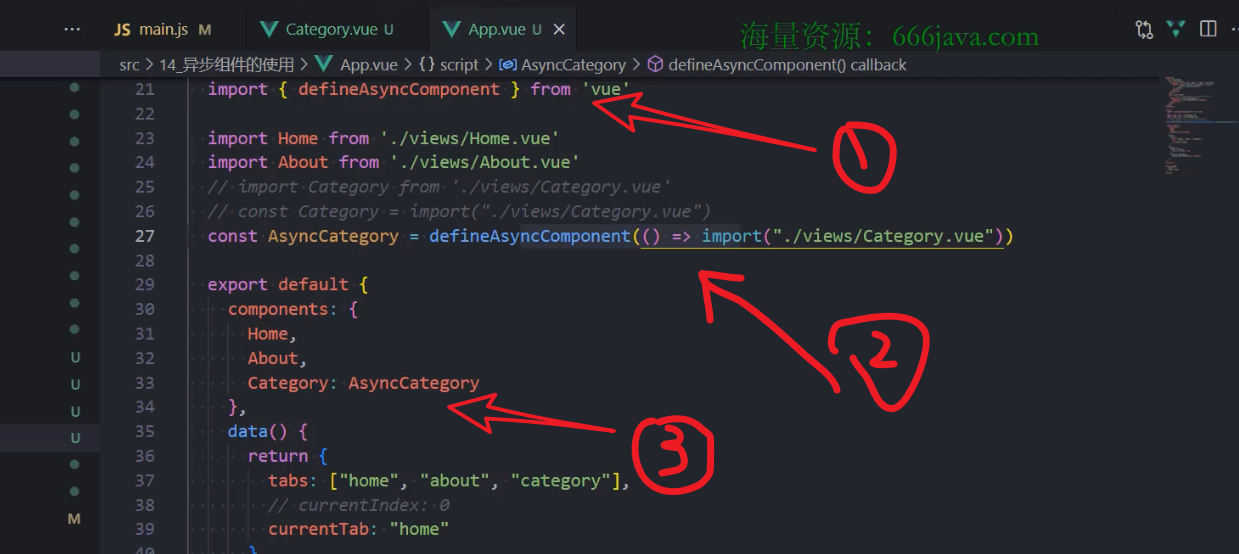 ··· JS main.js M Category.vue U App.vue U ×
海量资源：666java.com
src > 14_异步组件的使用 > App.vue > {} script > AsyncCategory > defineAsyncComponent() callback
21 import { defineAsyncComponent } from 'vue'
①
22
23 import Home from './views/Home.vue'
24 import About from './views/About.vue'
25 // import Category from './views/Category.vue'
26 // const Category = import("./views/Category.vue")
27 const AsyncCategory = defineAsyncComponent(() => import("./views/Category.vue"))
28
29 export default {
30 components: {
31 Home,
②
U 32 About,
U 33 Category: AsyncCategory
U 34 },
U 35 data() {
③
36 return {
37 tabs: ["home", "about", "category"],
M 38 // currentIndex: 0
39 currentTab: "home"
40 }